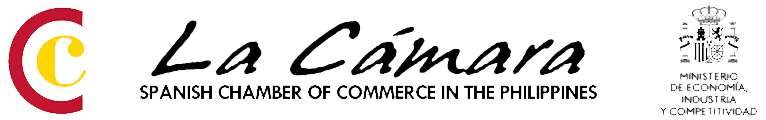 La Cámara
SPANISH CHAMBER OF COMMERCE IN THE PHILIPPINES
MINISTERIO
DE ECONOMÍA,
INDUSTRIA
Y COMPETITIVIDAD